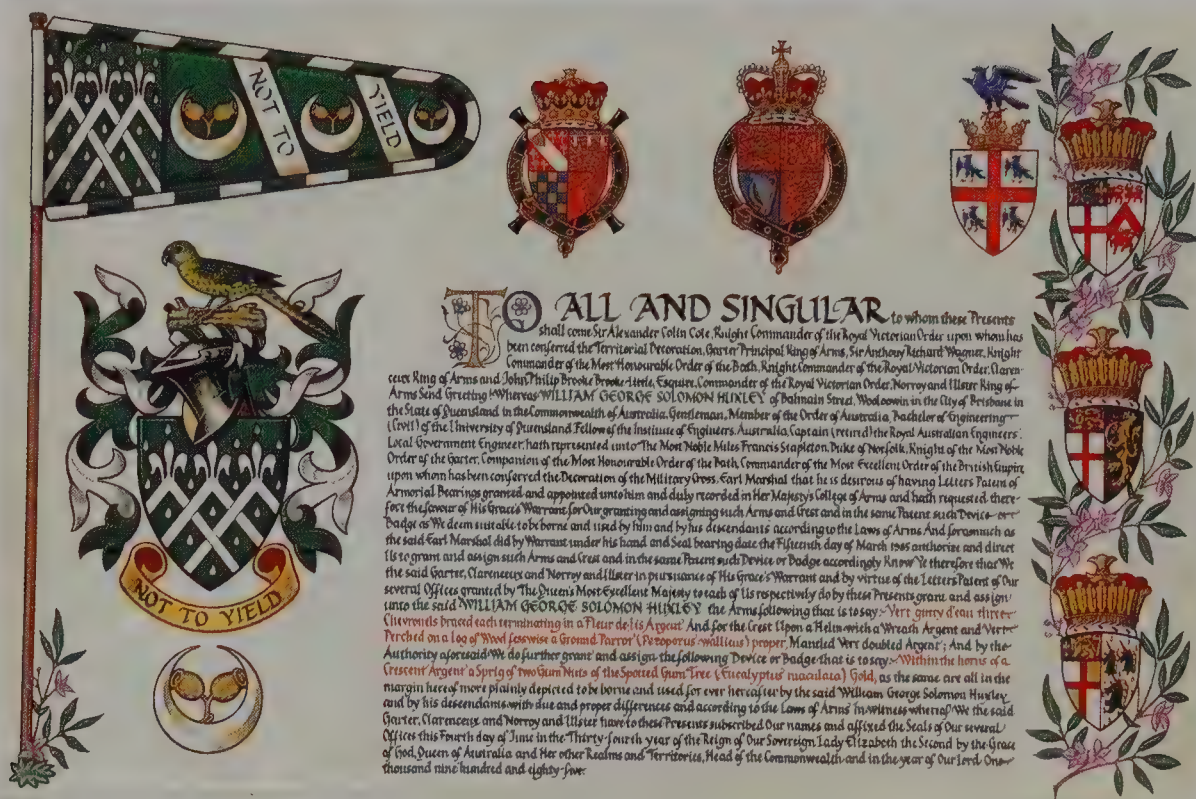 NOT TO
YIELD
TO ALL AND SINGULAR to whom these Presents
shall come Sir Alexander Colin Cole, Knight Commander of the Royal Victorian Order upon whom has
been conferred the Territorial Decoration, Garter Principal King of Arms, Sir Anthony Richard Wagner, Knight
Commander of the Most Honourable Order of the Bath, Knight Commander of the Royal Victorian Order, Claren-
ceux King of Arms and John Philip Brooke Brooke-Little, Esquire, Commander of the Royal Victorian Order, Norroy and Ulster King of
Arms Send Greeting! Whereas WILLIAM GEORGE SOLOMON HUXLEY of Balmain Street, Wooloowin in the City of Brisbane in
the State of Queensland in the Commonwealth of Australia, Gentleman, Member of the Order of Australia, Bachelor of Engineering
(Civil) of the University of Queensland, Fellow of the Institute of Engineers, Australia, Captain (retired) the Royal Australian Engineers,
Local Government Engineer, hath represented unto The Most Noble Miles Francis Stapleton, Duke of Norfolk, Knight of the Most Noble
Order of the Garter, Companion of the Most Honourable Order of the Bath, Commander of the Most Excellent Order of the British Empire,
upon whom has been conferred the Decoration of the Military Cross, Earl Marshal that he is desirous of having Letters Patent of
Armorial Bearings granted and appointed unto him and duly recorded in Her Majesty's College of Arms and hath requested there-
fore the favour of His Grace's Warrant for Our granting and assigning such Arms and Crest and in the same Patent such Device or
Badge as We deem suitable to be borne and used by him and by his descendants according to the Laws of Arms And forasmuch as
the said Earl Marshal did by Warrant under his hand and Seal bearing date the Fifteenth day of March 1985 authorize and direct
Us to grant and assign such Arms and Crest and in the same Patent such Device or Badge accordingly Know Ye therefore that We
the said Garter, Clarenceux and Norroy and Ulster in pursuance of His Grace's Warrant and by virtue of the Letters Patent of Our
several Offices granted by The Queen's Most Excellent Majesty to each of Us respectively do by these Presents grant and assign
unto the said WILLIAM GEORGE SOLOMON HUXLEY the Arms following that is to say:- Vert gutty d'eau three
Chevronels braced each terminating in a Fleur de lis Argent And for the Crest Upon a Helm with a Wreath Argent and Vert
Perched on a log of Wood fesswise a Ground Parrot (Pezoporus wallicus) proper, Mantled Vert doubled Argent; And by the
Authority aforesaid We do further grant and assign the following Device or Badge that is to say:- Within the horns of a
Crescent Argent a Sprig of two Gum Nuts of the Spotted Gum Tree (Eucalyptus maculata) Gold, as the same are all in the
margin hereof more plainly depicted to be borne and used for ever hereafter by the said William George Solomon Huxley
and by his descendants with due and proper differences and according to the Laws of Arms In witness whereof We the said
Garter, Clarenceux and Norroy and Ulster have to these Presents subscribed Our names and affixed the Seals of Our several
Offices this Fourth day of June in the Thirty-fourth year of the Reign of Our Sovereign Lady Elizabeth the Second by the Grace
of God, Queen of Australia and Her other Realms and Territories, Head of the Commonwealth and in the year of Our Lord One
thousand nine hundred and eighty-five.
NOT TO YIELD